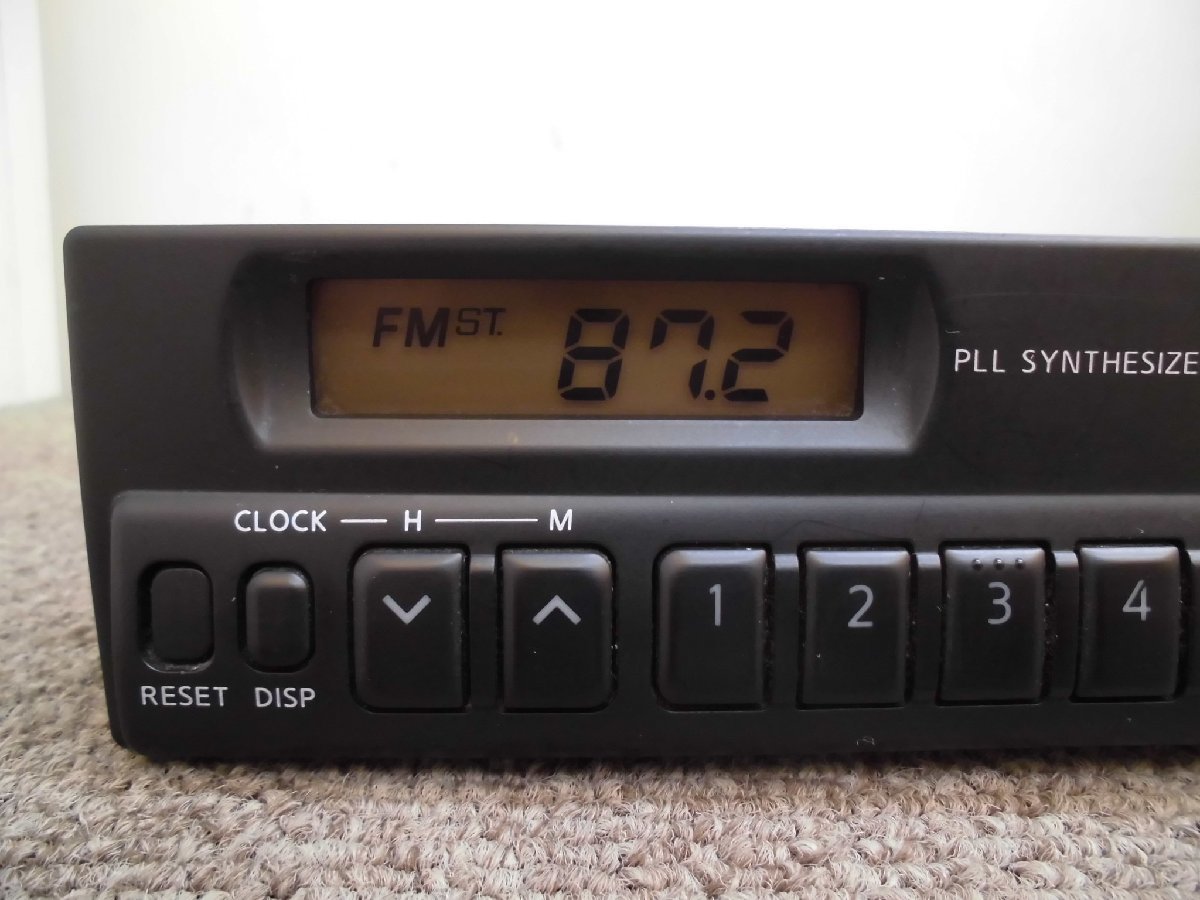 FM ST. 87.2
PLL SYNTHESIZE
CLOCK H M
1 2 3 4
RESET DISP